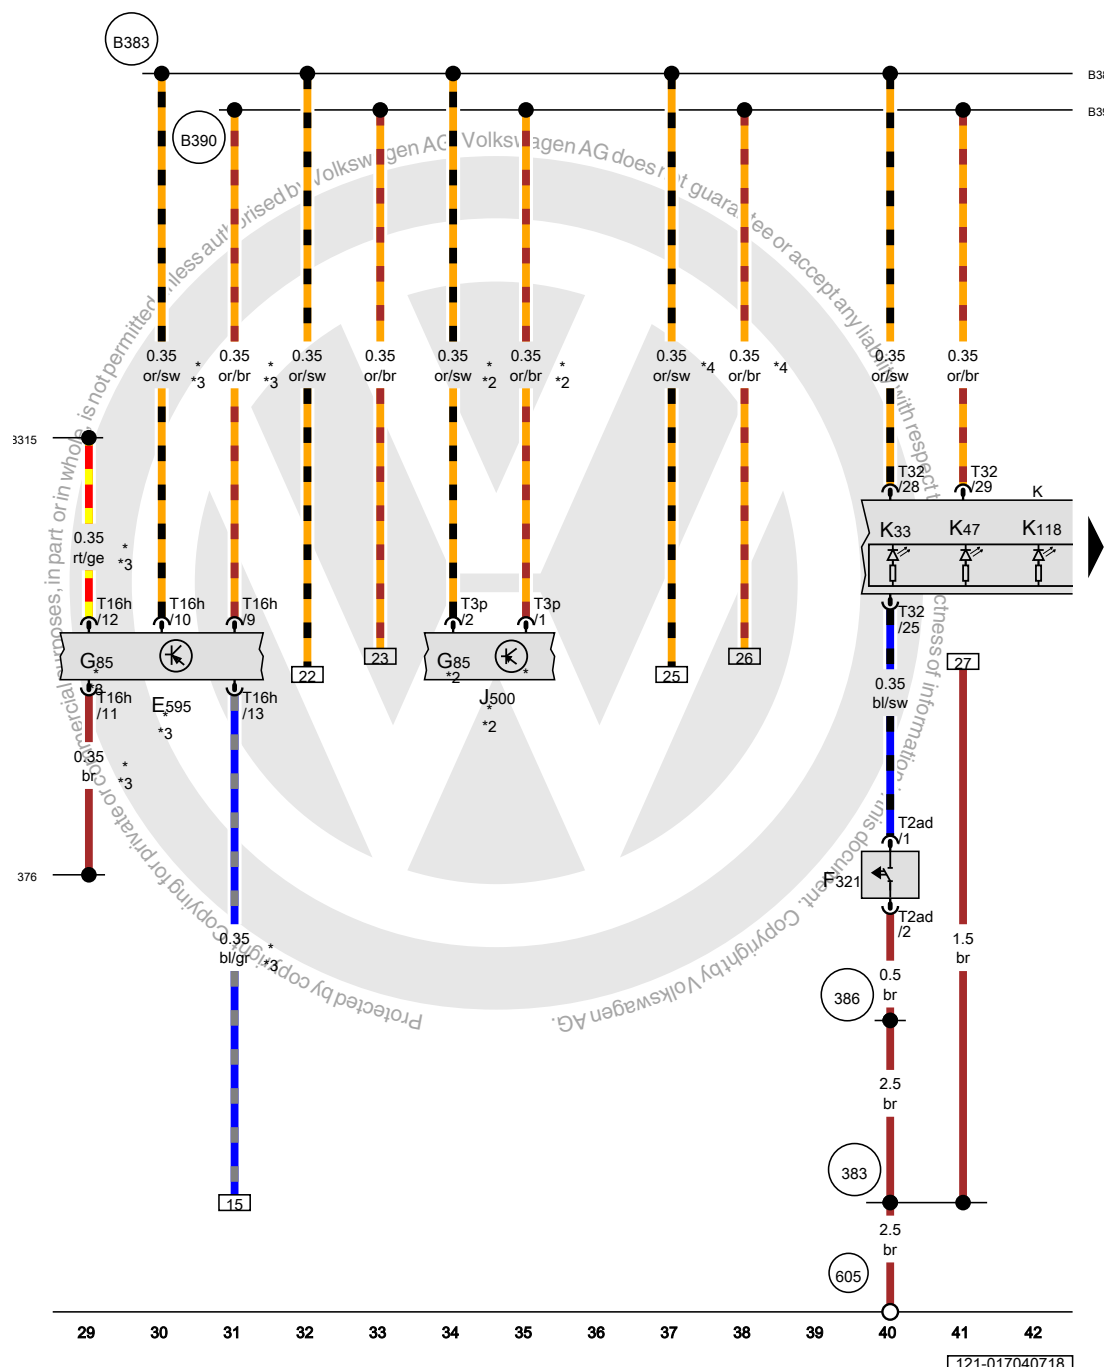 B383
B38
B390
B39
Protected by copyright. Copying for private or commercial purposes, in part or in whole, is not permitted unless authorised by Volkswagen AG. Volkswagen AG does not guarantee or accept any liability with respect to the correctness of information in this document. Copyright by Volkswagen AG.
0.35 0.35 0.35 0.35 0.35 0.35 0.35 0.35 0.35 0.35
or/sw * *3 or/br * *3 or/sw or/br or/sw * *2 or/br * *2 or/sw *4 or/br *4 or/sw or/br
3315
T32 /28
T32 /29
K
K33 K47 K118
0.35
rt/ge
*
*3
T16h /12
T16h /10
T16h /9
T3p /2
T3p /1
T32 /25
G85
*
*3
E595
*
*3
T16h /11
T16h /13
22
23
G85
*2
*
J500
*
*2
25
26
27
0.35
bl/sw
0.35
br
*
*3
T2ad /1
F321
T2ad /2
376
0.35
bl/gr
*
*3
1.5
br
0.5
br
386
2.5
br
383
15
2.5
br
605
29 30 31 32 33 34 35 36 37 38 39 40 41 42
121-017040718